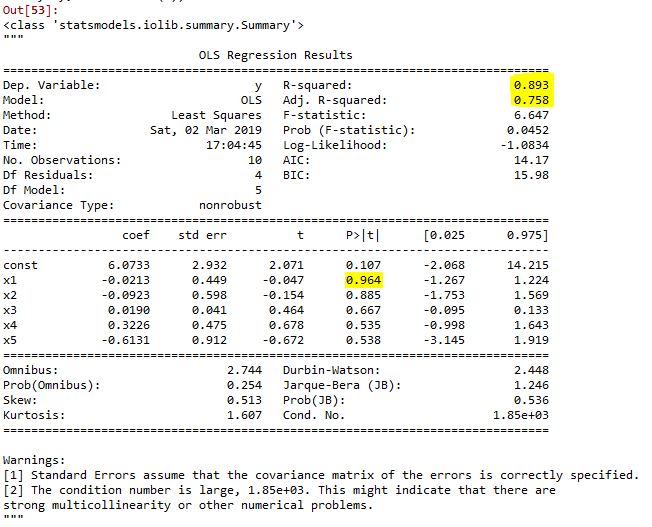 Out[53]:
<class 'statsmodels.iolib.summary.Summary'>
"""
OLS Regression Results
==============================================================================
Dep. Variable: y R-squared: 0.893
Model: OLS Adj. R-squared: 0.758
Method: Least Squares F-statistic: 6.647
Date: Sat, 02 Mar 2019 Prob (F-statistic): 0.0452
Time: 17:04:45 Log-Likelihood: -1.0834
No. Observations: 10 AIC: 14.17
Df Residuals: 4 BIC: 15.98
Df Model: 5
Covariance Type: nonrobust
==============================================================================
coef std err t P>|t| [0.025 0.975]
------------------------------------------------------------------------------
const 6.0733 2.932 2.071 0.107 -2.068 14.215
x1 -0.0213 0.449 -0.047 0.964 -1.267 1.224
x2 -0.0923 0.598 -0.154 0.885 -1.753 1.569
x3 0.0190 0.041 0.464 0.667 -0.095 0.133
x4 0.3226 0.475 0.678 0.535 -0.998 1.643
x5 -0.6131 0.912 -0.672 0.538 -3.145 1.919
==============================================================================
Omnibus: 2.744 Durbin-Watson: 2.448
Prob(Omnibus): 0.254 Jarque-Bera (JB): 1.246
Skew: 0.513 Prob(JB): 0.536
Kurtosis: 1.607 Cond. No. 1.85e+03
==============================================================================
Warnings:
[1] Standard Errors assume that the covariance matrix of the errors is correctly specified.
[2] The condition number is large, 1.85e+03. This might indicate that there are
strong multicollinearity or other numerical problems.
"""